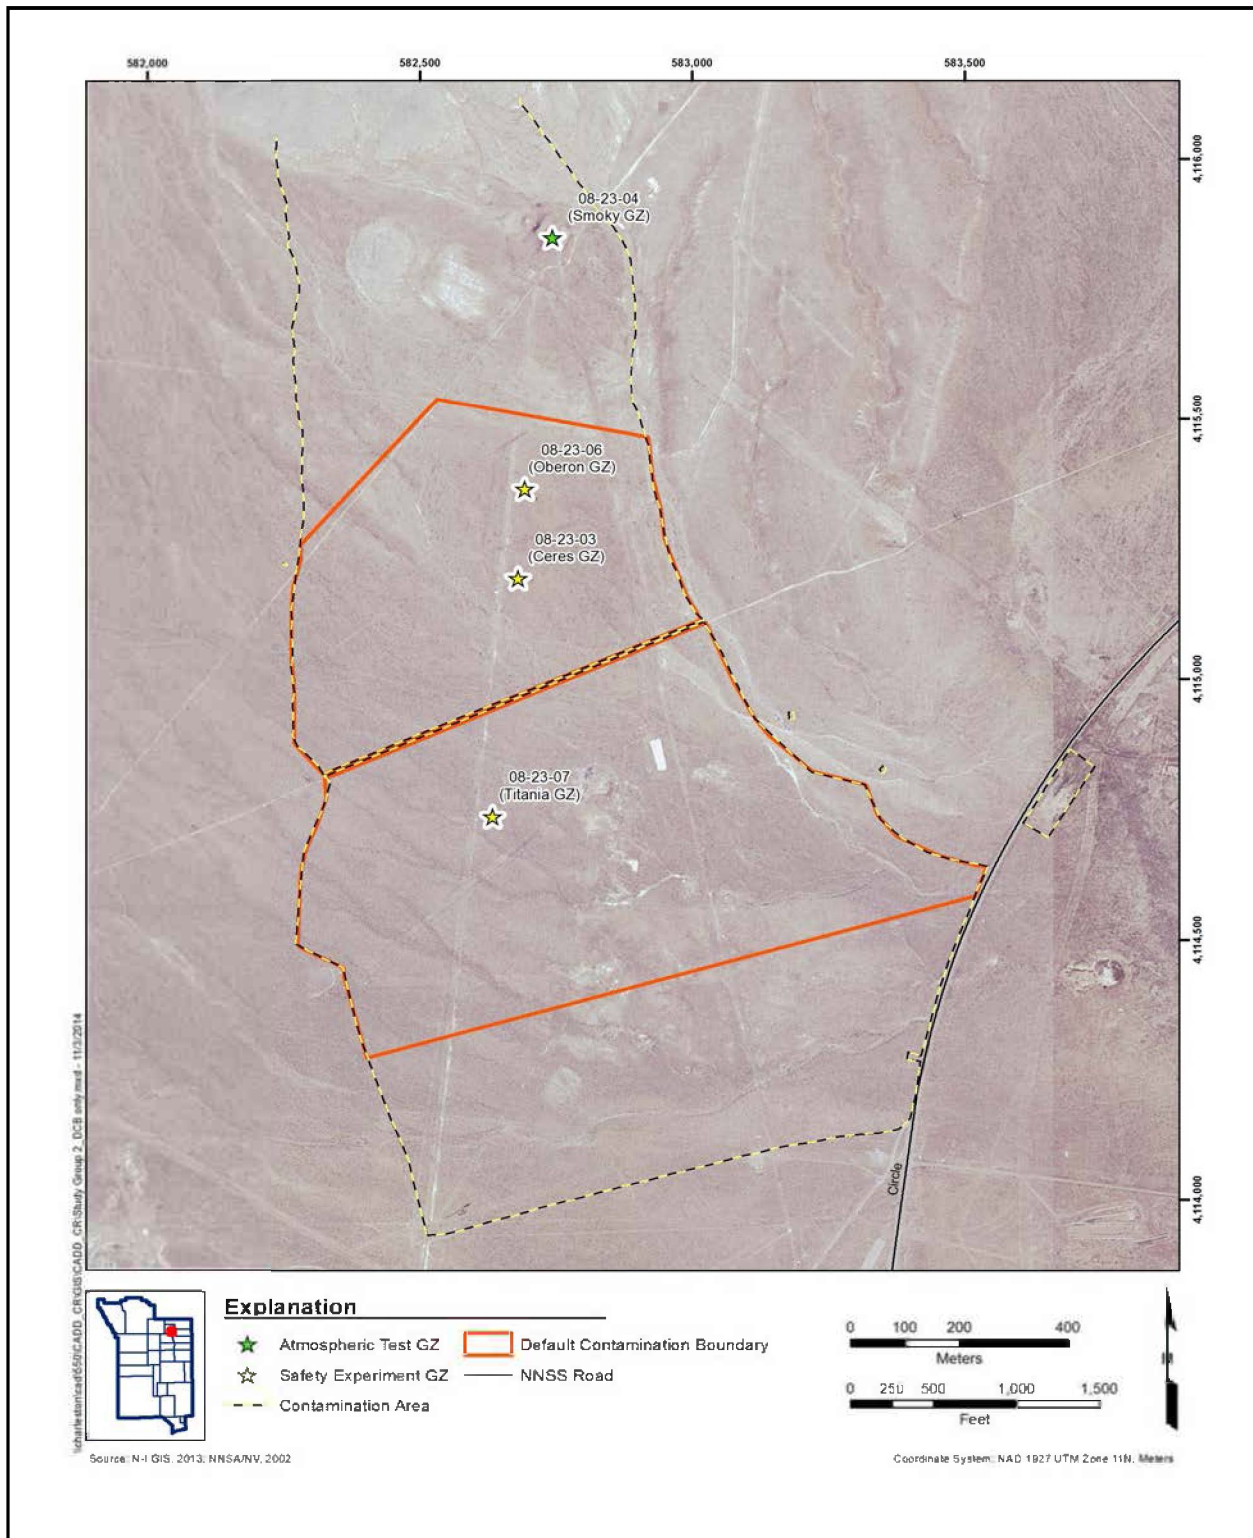 582,000 582,500 583,000 583,500
4,116,000
08-23-04
(Smoky GZ)
4,115,500
08-23-06
(Oberon GZ)
08-23-03
(Ceres GZ)
4,115,000
08-23-07
(Titania GZ)
4,114,500
4,114,000
Circle
Explanation
Atmospheric Test GZ
Default Contamination Boundary
Safety Experiment GZ
NNSS Road
Contamination Area
0 100 200 400
Meters
0 250 500 1,000 1,500
Feet
Source: N-I GIS, 2013; NNSA/NV, 2002
Coordinate System: NAD 1927 UTM Zone 11N, Meters